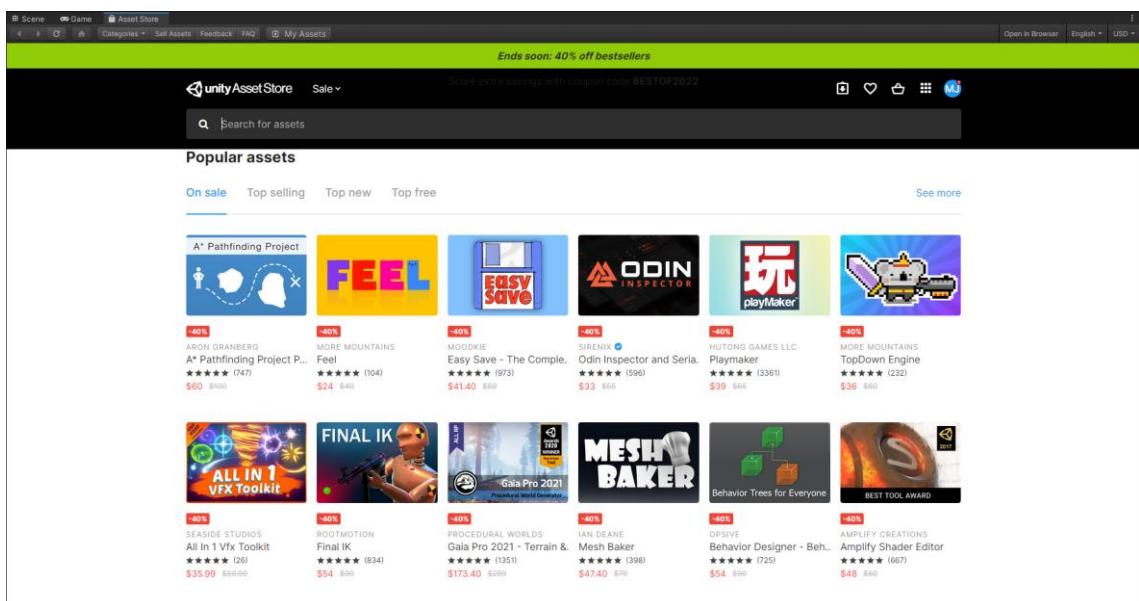 Scene Game Asset Store
Categories Sell Assets Feedback FAQ My Assets Open in Browser English USD
Ends soon: 40% off bestsellers
Score extra savings with coupon code BESTOF2022
unity Asset Store Sale MJ
Search for assets
Popular assets
On sale Top selling Top new Top free See more
A* Pathfinding Project
FEEL
Easy Save
ODIN INSPECTOR
玩 playMaker
-40% -40% -40% -40% -40% -40%
ARON GRANBERG MORE MOUNTAINS MOODKIE SIRENIX HUTONG GAMES LLC MORE MOUNTAINS
A* Pathfinding Project P... Feel Easy Save - The Comple. Odin Inspector and Seria. Playmaker TopDown Engine
(747) (104) (973) (596) (3361) (232)
$60 $100 $24 $40 $41.40 $69 $33 $55 $39 $65 $36 $60
ALL IN 1 VFX Toolkit
FINAL IK
ALL RP Awards 2020 WINNER Gaia Pro 2021 Procedural World Generator
MESH BAKER
Behavior Trees for Everyone
2017 BEST TOOL AWARD
-40% -40% -40% -40% -40% -40%
SEASIDE STUDIOS ROOTMOTION PROCEDURAL WORLDS IAN DEANE OPSIVE AMPLIFY CREATIONS
All In 1 Vfx Toolkit Final IK Gaia Pro 2021 - Terrain &. Mesh Baker Behavior Designer - Beh.. Amplify Shader Editor
(26) (834) (1351) (398) (725) (667)
$35.99 $59.99 $54 $90 $173.40 $289 $47.40 $79 $54 $90 $48 $80